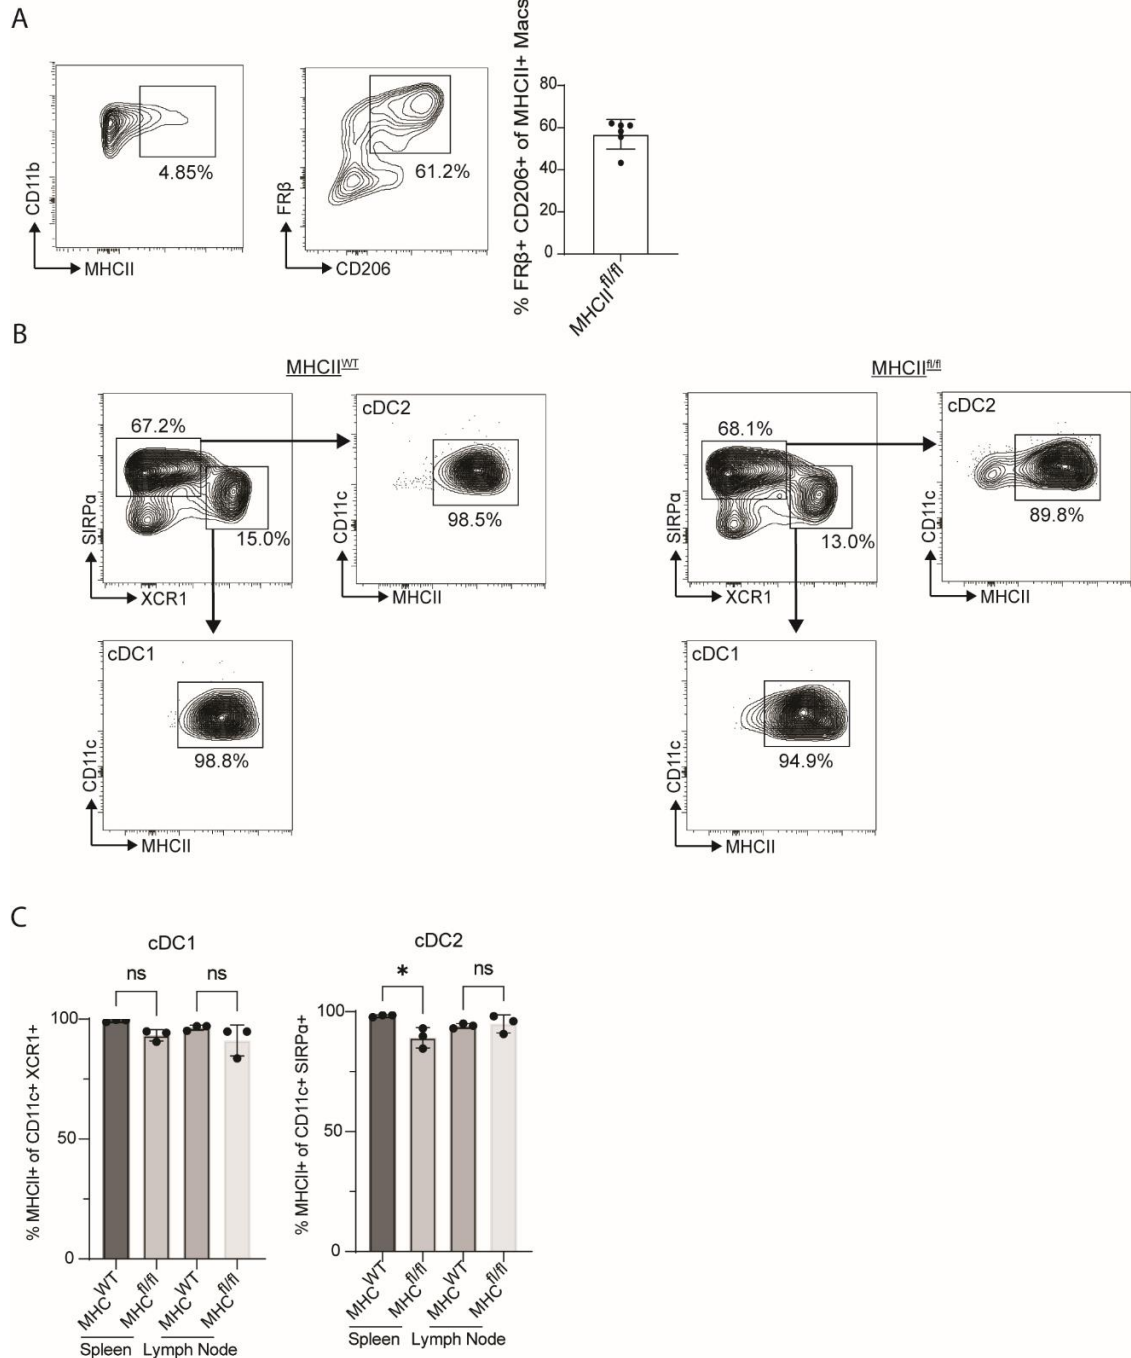 A
CD11b
MHCII
4.85%
FRβ
CD206
61.2%
% FRβ+ CD206+ of MHCII+ Macs
80
60
40
20
0
MHCII^fl/fl
B
MHCII^WT
67.2%
15.0%
SIRPα
XCR1
cDC2
98.5%
CD11c
MHCII
cDC1
98.8%
CD11c
MHCII
MHCII^fl/fl
68.1%
13.0%
SIRPα
XCR1
cDC2
89.8%
CD11c
MHCII
cDC1
94.9%
CD11c
MHCII
C
cDC1
ns
ns
% MHCII+ of CD11c+ XCR1+
100
50
0
MHC^WT
MHC^fl/fl
MHC^WT
MHC^fl/fl
Spleen
Lymph Node
cDC2
*
ns
% MHCII+ of CD11c+ SIRPα+
100
50
0
MHC^WT
MHC^fl/fl
MHC^WT
MHC^fl/fl
Spleen
Lymph Node